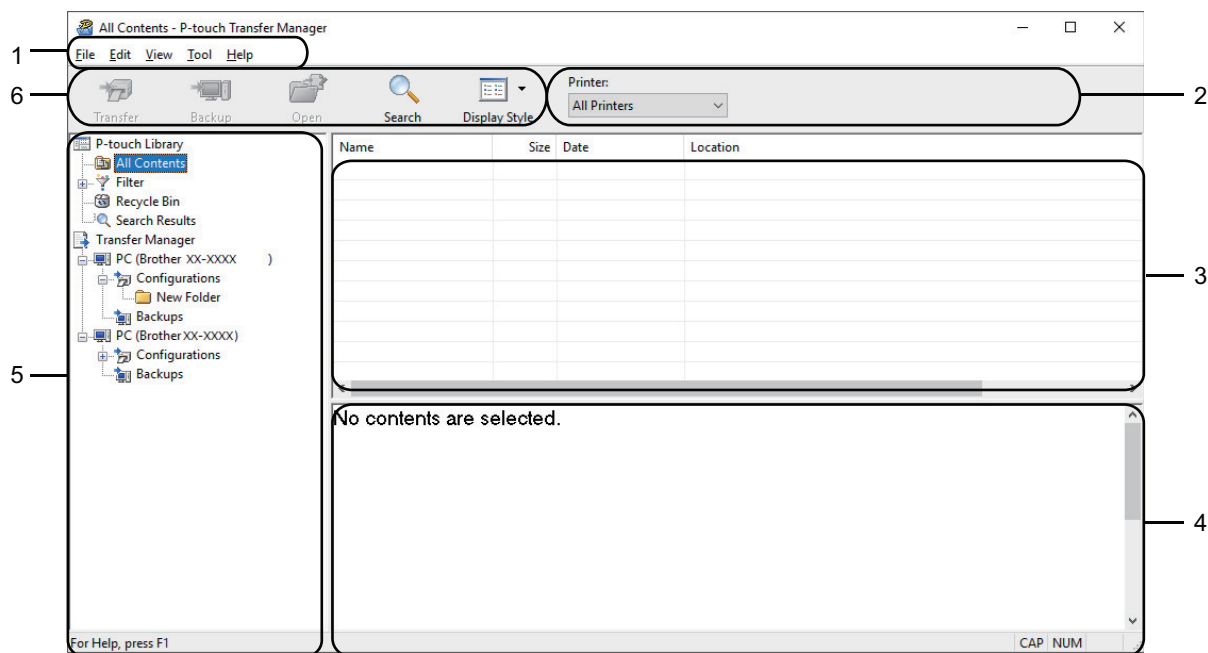 All Contents - P-touch Transfer Manager
1
File Edit View Tool Help
6
Transfer Backup Open Search Display Style
Printer:
All Printers
2
P-touch Library
All Contents
Filter
Recycle Bin
Search Results
Transfer Manager
PC (Brother XX-XXXX )
Configurations
New Folder
Backups
PC (Brother XX-XXXX)
Configurations
Backups
5
Name Size Date Location
3
No contents are selected.
4
For Help, press F1
CAP NUM